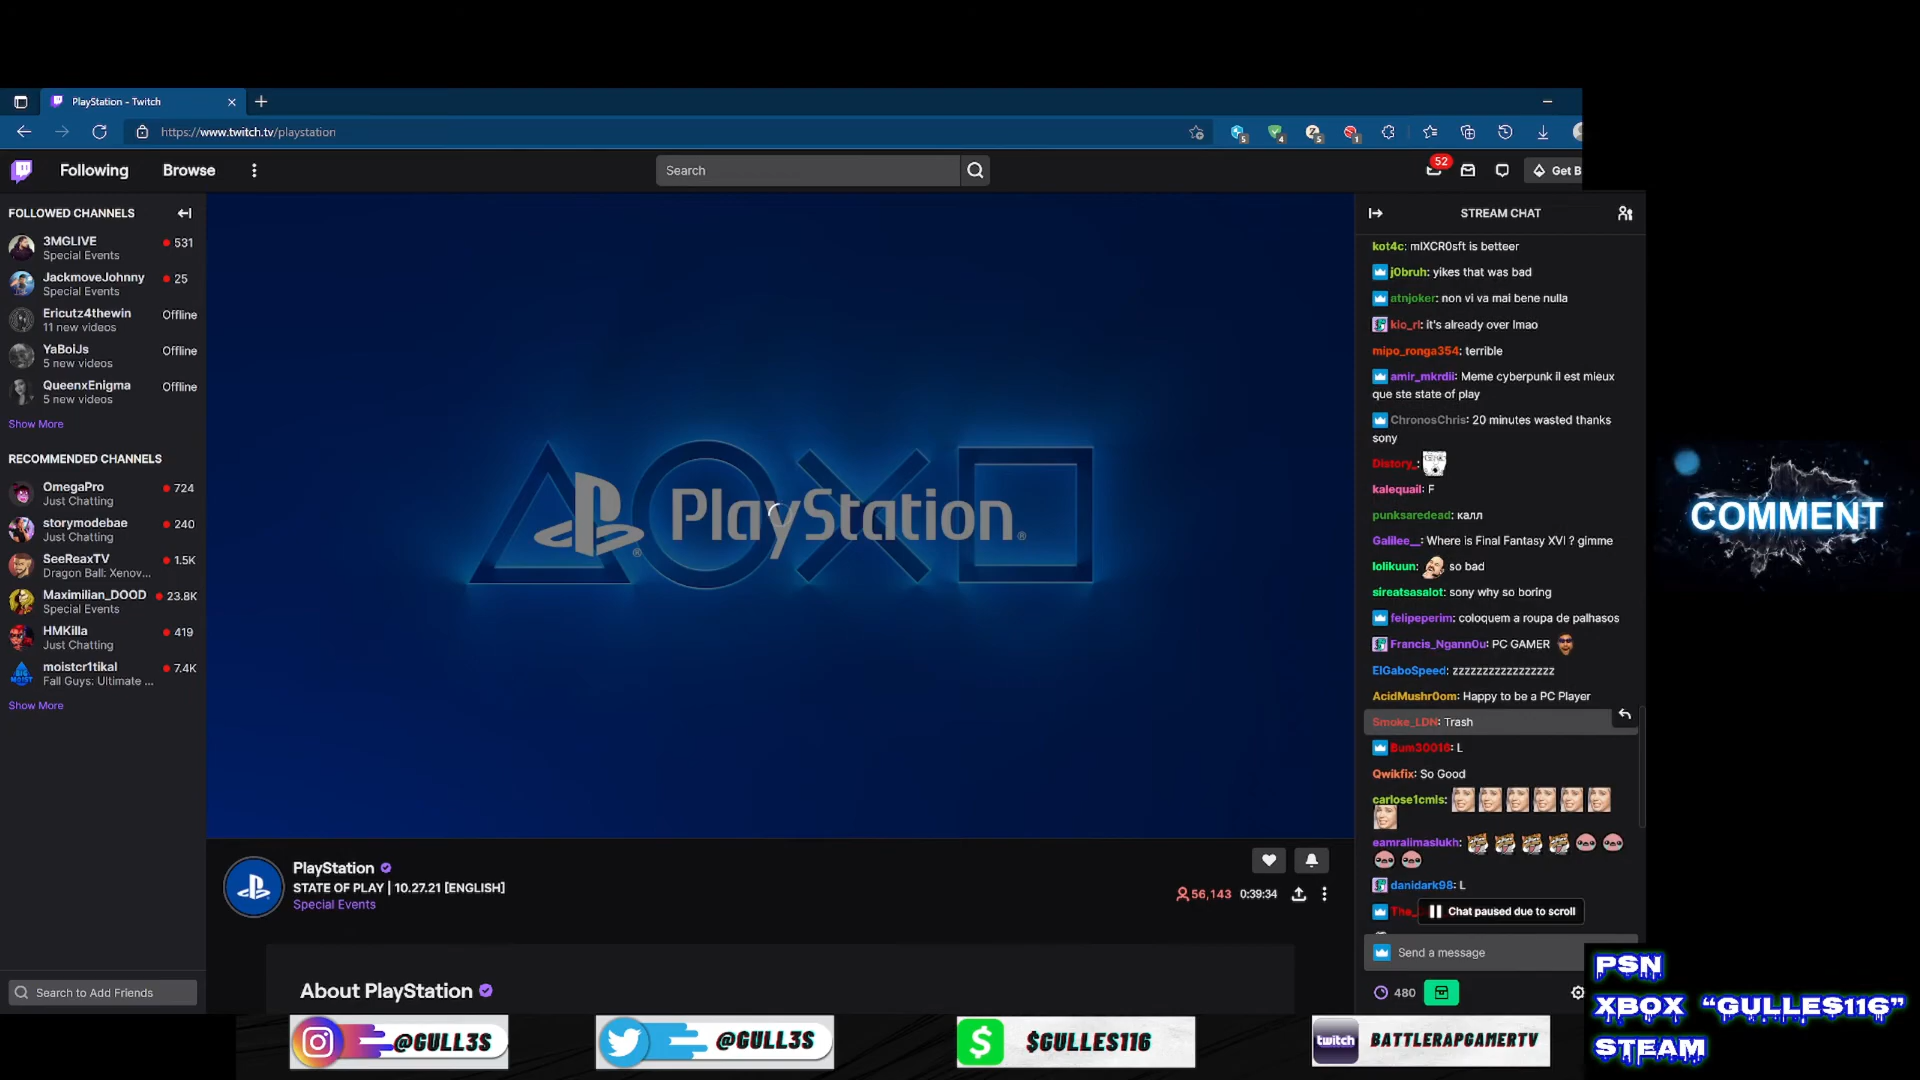 PlayStation - Twitch
https://www.twitch.tv/playstation
5
4
5
1
Following
Browse
Search
52
Get B
FOLLOWED CHANNELS
3MGLIVE
531
Special Events
JackmoveJohnny
25
Special Events
Ericutz4thewin
Offline
11 new videos
YaBoiJs
Offline
5 new videos
QueenxEnigma
Offline
5 new videos
Show More
RECOMMENDED CHANNELS
OmegaPro
724
Just Chatting
storymodebae
240
Just Chatting
SeeReaxTV
1.5K
Dragon Ball: Xenov...
Maximilian_DOOD
23.8K
Special Events
HMKilla
419
Just Chatting
moistcr1tikal
7.4K
Fall Guys: Ultimate ...
Show More
Search to Add Friends
PlayStation®
PlayStation
STATE OF PLAY | 10.27.21 [ENGLISH]
Special Events
56,143
0:39:34
About PlayStation
STREAM CHAT
kot4c: mIXCR0sft is betteer
j0bruh: yikes that was bad
atnjoker: non vi va mai bene nulla
kio_rl: it's already over lmao
mipo_ronga354: terrible
amir_mkrdii: Meme cyberpunk il est mieux
que ste state of play
ChronosChris: 20 minutes wasted thanks
sony
Distory_:
kalequail: F
punksaredead: калл
Galilee__: Where is Final Fantasy XVI ? gimme
lolikuun: so bad
sireatsasalot: sony why so boring
felipeperim: coloquem a roupa de palhasos
Francis_Ngann0u: PC GAMER
ElGaboSpeed: zzzzzzzzzzzzzzzzz
AcidMushr0om: Happy to be a PC Player
Smoke_LDN: Trash
Bum30016: L
Qwikfix: So Good
carlose1cmls:
eamralimaslukh:
danidark98: L
The_
Chat paused due to scroll
Send a message
480
COMMENT
PSN
XBOX “GULLES116”
STEAM
@GULL3S
@GULL3S
$GULLES116
twitch
BATTLERAPGAMERTV